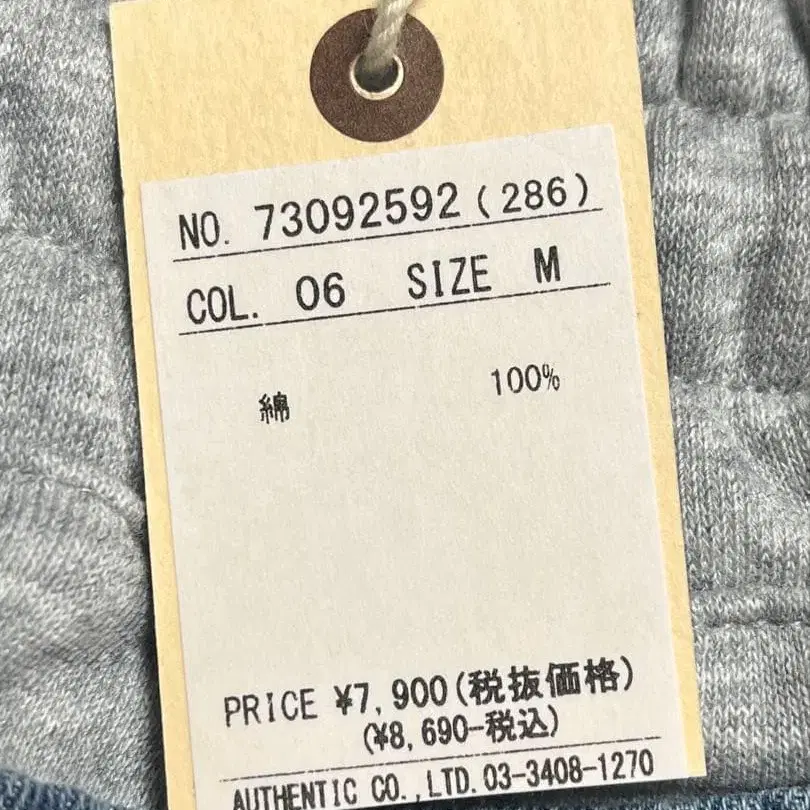 NO. 73092592 (286)
COL. 06 SIZE M
綿 100%
PRICE ¥7,900(税抜価格)
(¥8,690-税込)
AUTHENTIC CO.,LTD. 03-3408-1270